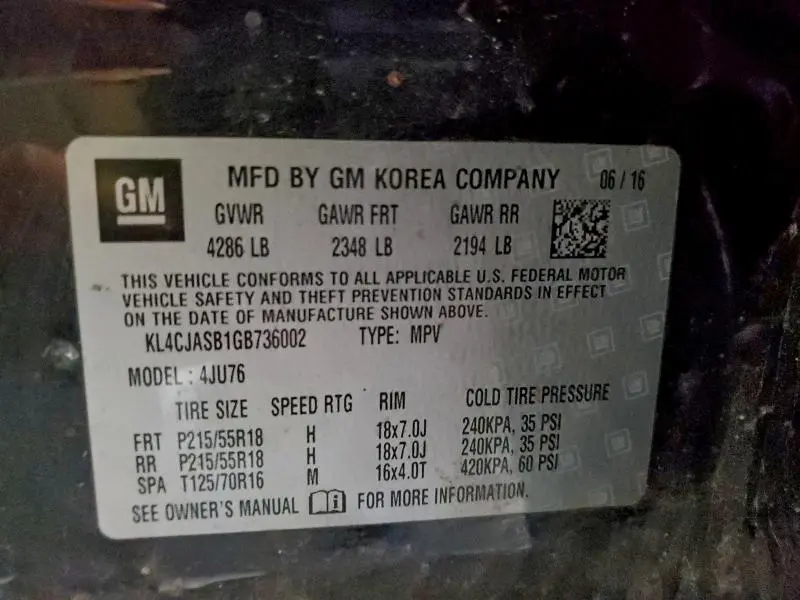 GM MFD BY GM KOREA COMPANY 06 / 16
GVWR GAWR FRT GAWR RR
4286 LB 2348 LB 2194 LB
THIS VEHICLE CONFORMS TO ALL APPLICABLE U.S. FEDERAL MOTOR
VEHICLE SAFETY AND THEFT PREVENTION STANDARDS IN EFFECT
ON THE DATE OF MANUFACTURE SHOWN ABOVE.
KL4CJASB1GB736002 TYPE: MPV
MODEL : 4JU76
TIRE SIZE SPEED RTG RIM COLD TIRE PRESSURE
FRT P215/55R18 H 18x7.0J 240KPA, 35 PSI
RR P215/55R18 H 18x7.0J 240KPA, 35 PSI
SPA T125/70R16 M 16x4.0T 420KPA, 60 PSI
SEE OWNER'S MANUAL i FOR MORE INFORMATION.